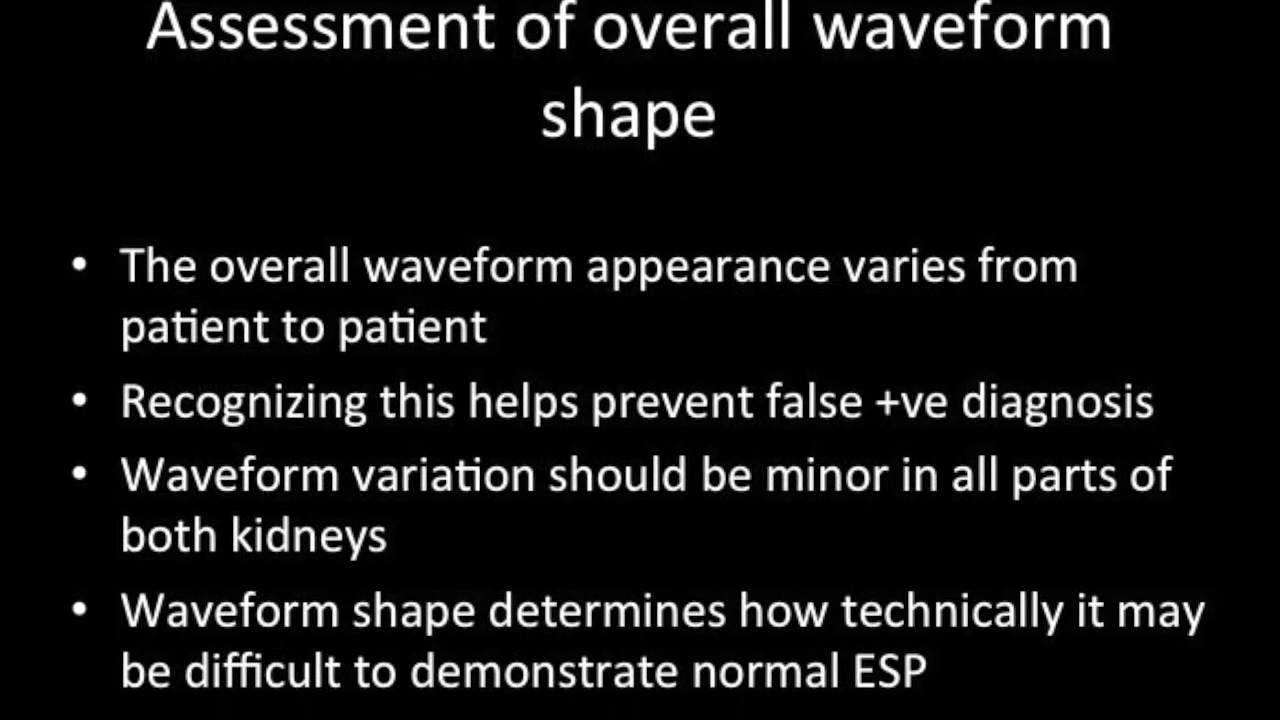 Assessment of overall waveform
shape
• The overall waveform appearance varies from
patient to patient
• Recognizing this helps prevent false +ve diagnosis
• Waveform variation should be minor in all parts of
both kidneys
• Waveform shape determines how technically it may
be difficult to demonstrate normal ESP